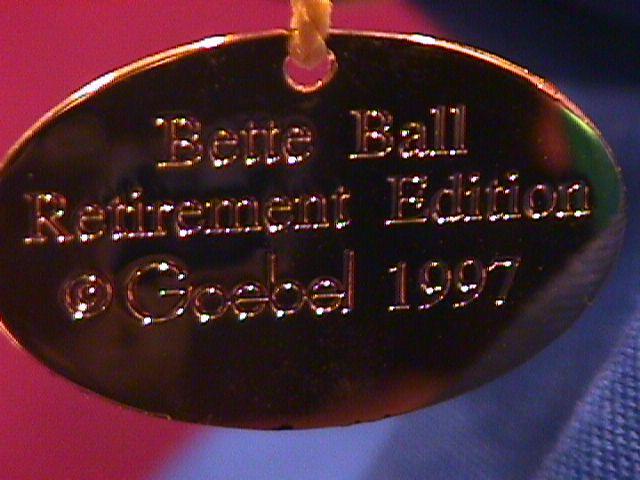 Bette Ball
Retirement Edition
© Goebel 1997